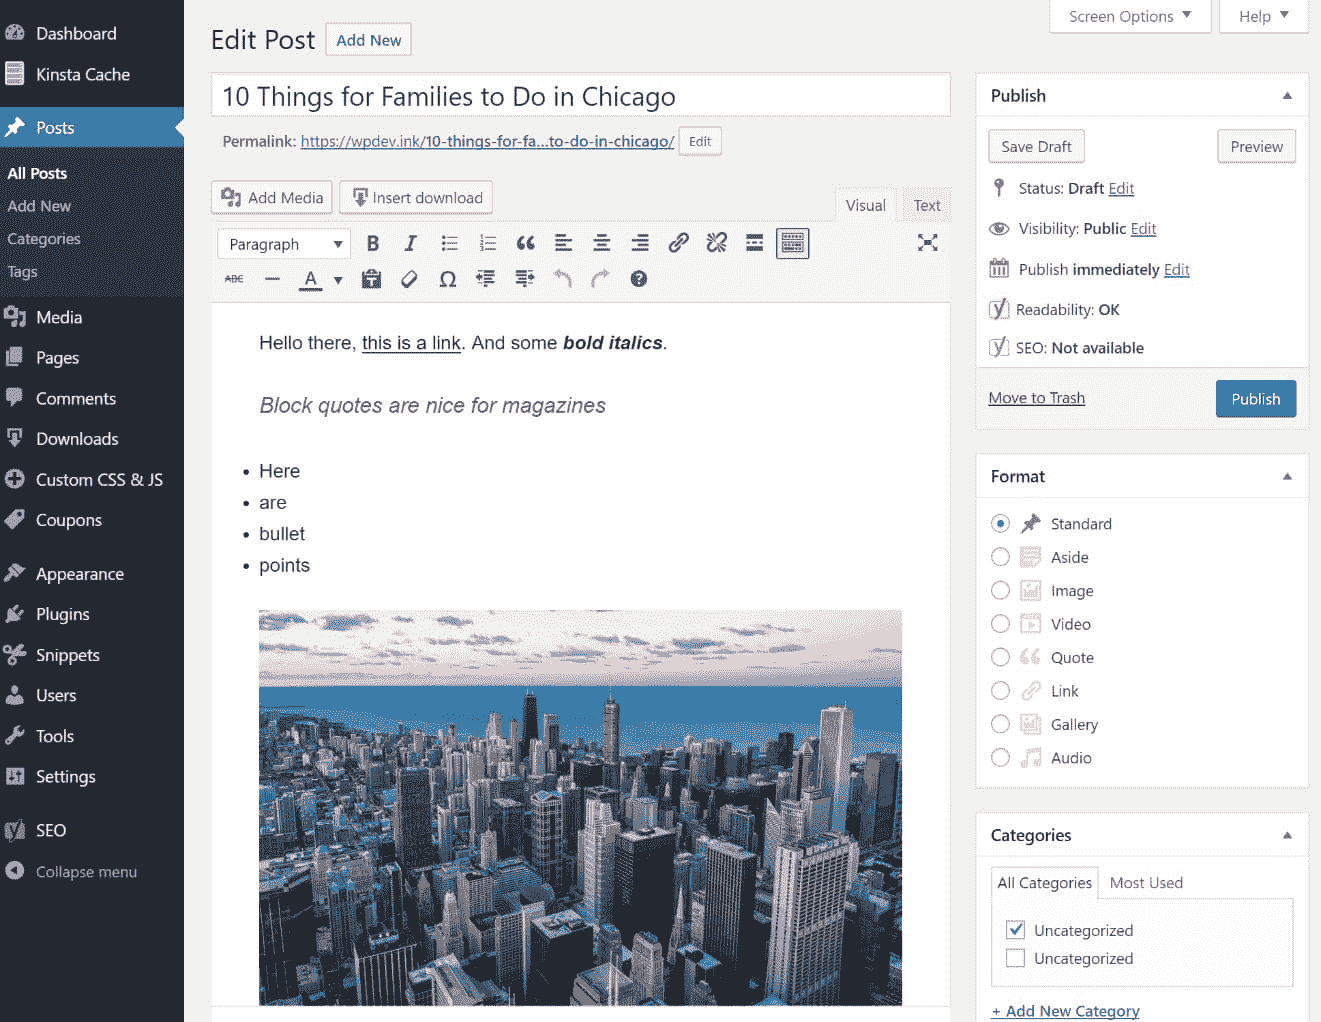 Dashboard
Kinsta Cache
Posts
All Posts
Add New
Categories
Tags
Media
Pages
Comments
Downloads
Custom CSS & JS
Coupons
Appearance
Plugins
Snippets
Users
Tools
Settings
SEO
Collapse menu
Screen Options
Help
Edit Post
Add New
10 Things for Families to Do in Chicago
Permalink: https://wpdev.ink/10-things-for-fa...to-do-in-chicago/ Edit
Add Media
Insert download
Visual
Text
Paragraph
B
I
ABC
A
Hello there, this is a link. And some bold italics.
Block quotes are nice for magazines
• Here
• are
• bullet
• points
Publish
Save Draft
Preview
Status: Draft Edit
Visibility: Public Edit
Publish immediately Edit
Readability: OK
SEO: Not available
Move to Trash
Publish
Format
Standard
Aside
Image
Video
Quote
Link
Gallery
Audio
Categories
All Categories
Most Used
Uncategorized
Uncategorized
+ Add New Category